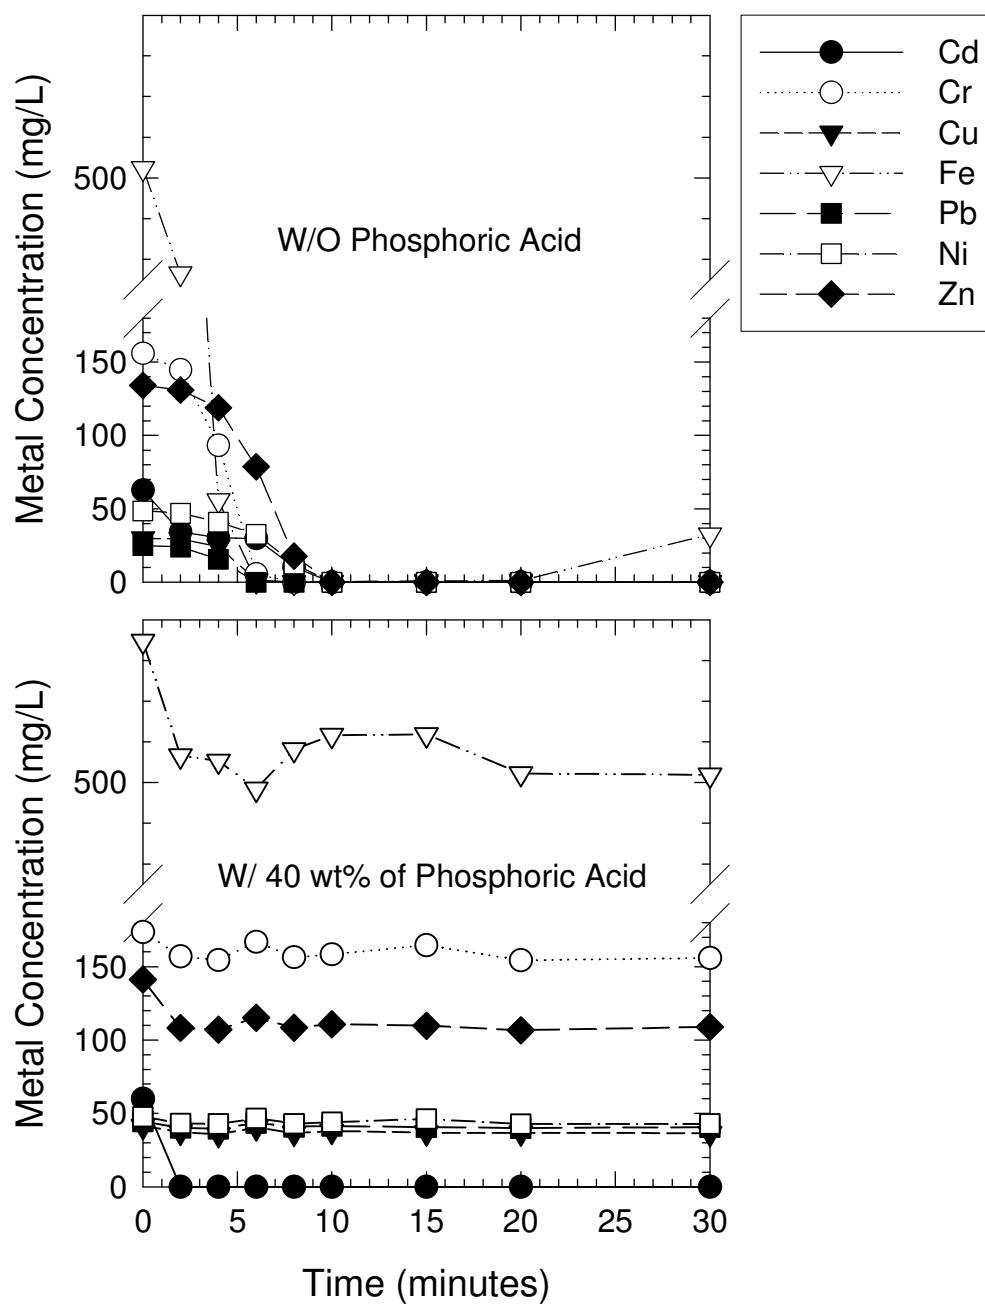 Metal Concentration (mg/L)
500
150
100
50
0
W/O Phosphoric Acid
Cd
Cr
Cu
Fe
Pb
Ni
Zn
Metal Concentration (mg/L)
500
150
100
50
0
W/ 40 wt% of Phosphoric Acid
0 5 10 15 20 25 30
Time (minutes)